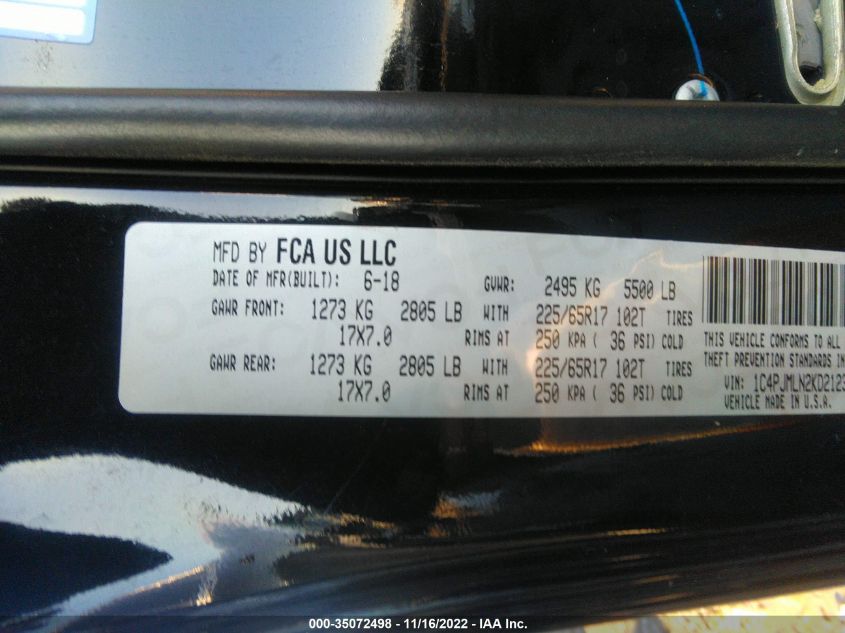 MFD BY FCA US LLC
DATE OF MFR(BUILT): 6-18 GVWR: 2495 KG 5500 LB
GAWR FRONT: 1273 KG 2805 LB WITH 225/65R17 102T TIRES
17X7.0 RIMS AT 250 KPA ( 36 PSI) COLD
GAWR REAR: 1273 KG 2805 LB WITH 225/65R17 102T TIRES
17X7.0 RIMS AT 250 KPA ( 36 PSI) COLD
THIS VEHICLE CONFORMS TO ALL
THEFT PREVENTION STANDARDS IN
VIN: 1C4PJMLN2KD2123
VEHICLE MADE IN U.S.A.
000-35072498 - 11/16/2022 - IAA Inc.